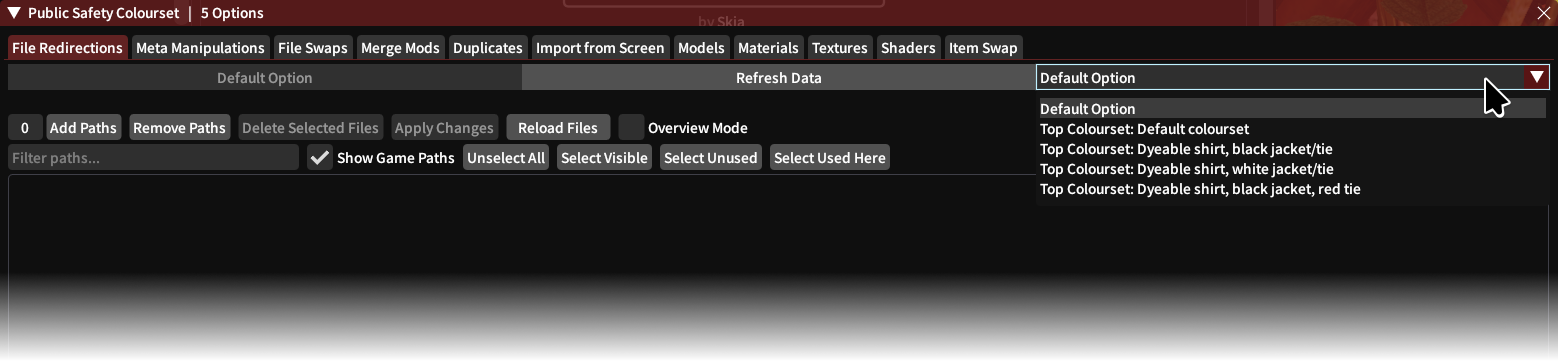 by Skia
Public Safety Colourset | 5 Options
File Redirections Meta Manipulations File Swaps Merge Mods Duplicates Import from Screen Models Materials Textures Shaders Item Swap
Default Option Refresh Data Default Option
Default Option
Top Colourset: Default colourset
Top Colourset: Dyeable shirt, black jacket/tie
Top Colourset: Dyeable shirt, white jacket/tie
Top Colourset: Dyeable shirt, black jacket, red tie
0 Add Paths Remove Paths Delete Selected Files Apply Changes Reload Files Overview Mode
Filter paths... Show Game Paths Unselect All Select Visible Select Unused Select Used Here